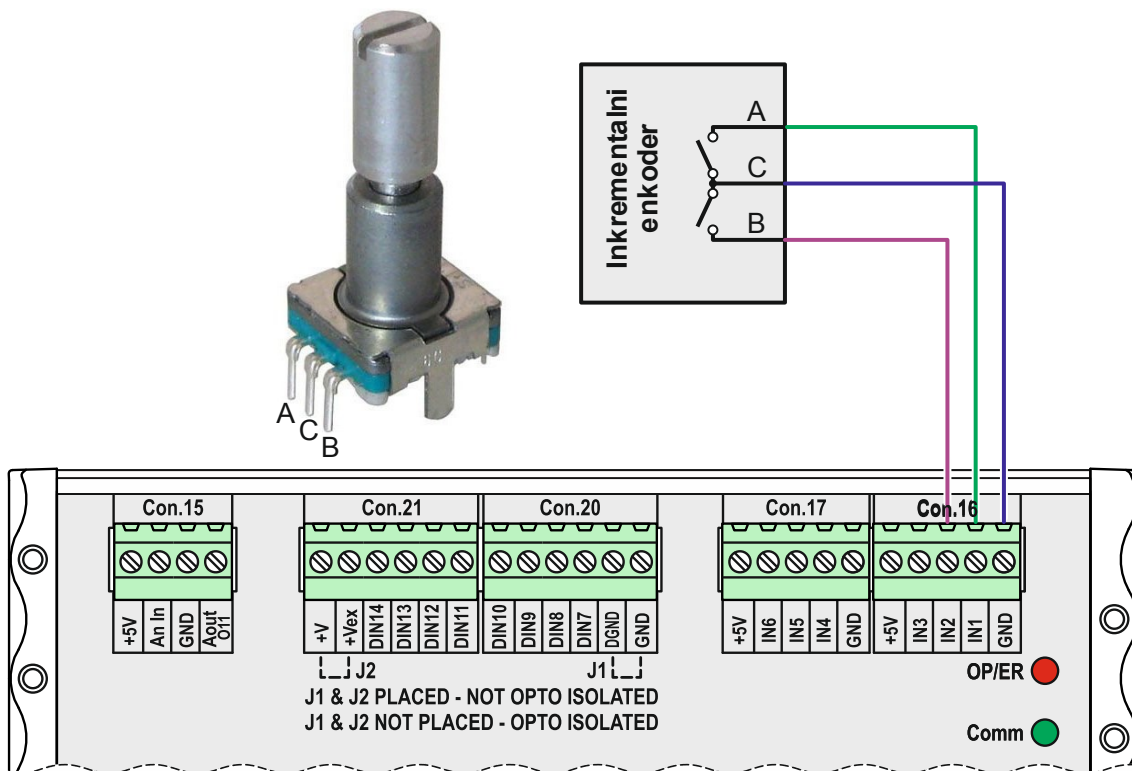 Inkrementalni
enkoder
A
C
B
A
C
B
Con.15
Con.21
Con.20
Con.17
Con.16
+5V
An In
GND
Aout
O11
+V
+Vex
DIN14
DIN13
DIN12
DIN11
DIN10
DIN9
DIN8
DIN7
DGND
GND
+5V
IN6
IN5
IN4
GND
+5V
IN3
IN2
IN1
GND
J2
J1
J1 & J2 PLACED - NOT OPTO ISOLATED
J1 & J2 NOT PLACED - OPTO ISOLATED
OP/ER
Comm